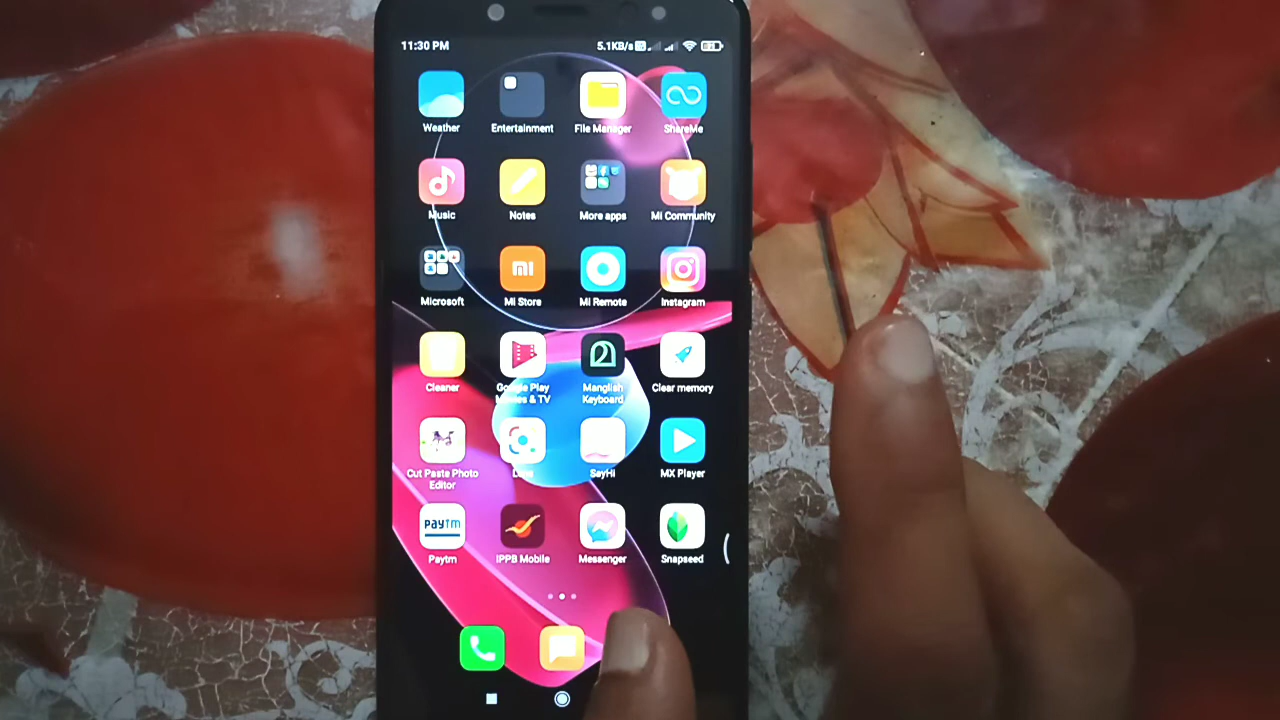 11:30 PM 5.1KB/s
Weather Entertainment File Manager ShareMe
Music Notes More apps Mi Community
mi
Microsoft Mi Store Mi Remote Instagram
Cleaner Google Play Manglish Clear memory
Movies & TV Keyboard
Cut Paste Photo Lens SayHi MX Player
Editor
Paytm
Paytm IPPB Mobile Messenger Snapseed